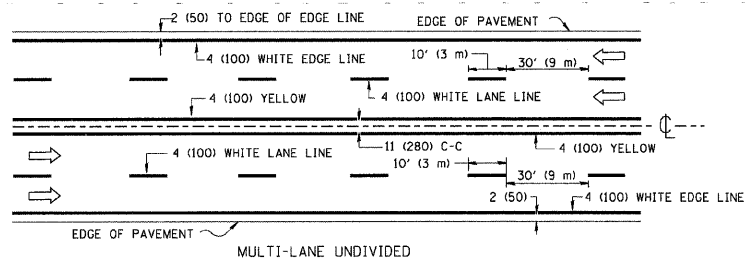 2 (50) TO EDGE OF EDGE LINE
EDGE OF PAVEMENT
4 (100) WHITE EDGE LINE
10' (3 m)
30' (9 m)
4 (100) YELLOW
4 (100) WHITE LANE LINE
℄
4 (100) WHITE LANE LINE
11 (280) C-C
4 (100) YELLOW
10' (3 m)
30' (9 m)
2 (50)
4 (100) WHITE EDGE LINE
EDGE OF PAVEMENT
MULTI-LANE UNDIVIDED